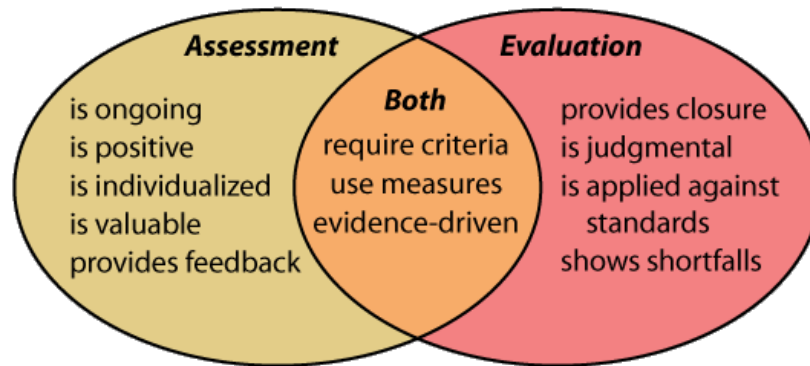 Assessment
is ongoing
is positive
is individualized
is valuable
provides feedback
Both
require criteria
use measures
evidence-driven
Evaluation
provides closure
is judgmental
is applied against
standards
shows shortfalls